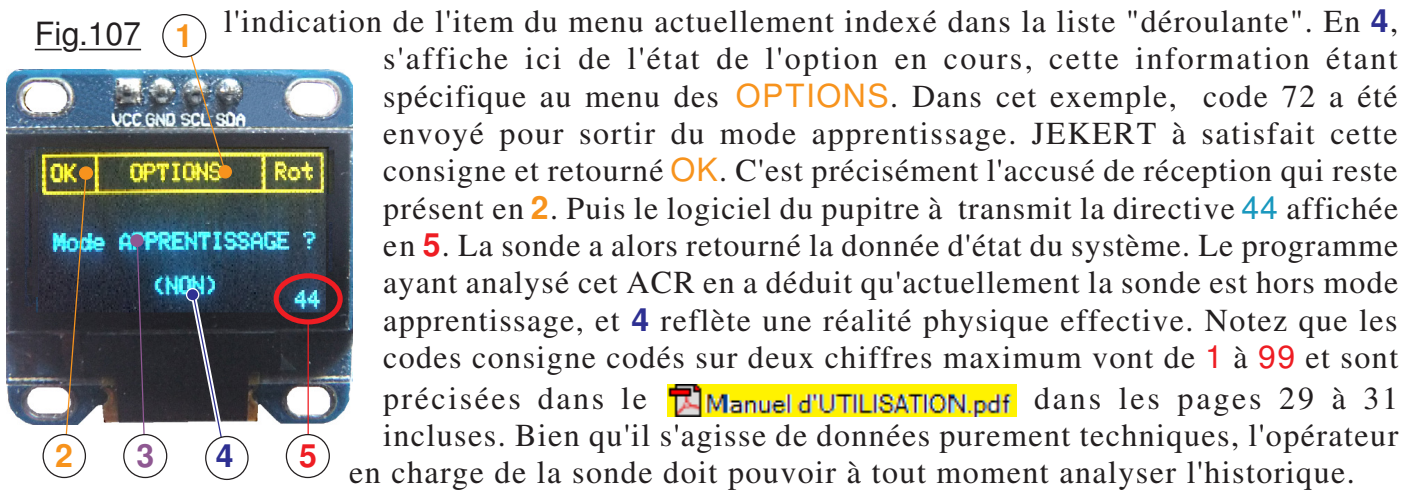 Fig.107 1 l'indication de l'item du menu actuellement indexé dans la liste "déroulante". En 4,
s'affiche ici de l'état de l'option en cours, cette information étant
spécifique au menu des OPTIONS. Dans cet exemple, code 72 a été
envoyé pour sortir du mode apprentissage. JEKERT à satisfait cette
consigne et retourné OK. C'est précisément l'accusé de réception qui reste
présent en 2. Puis le logiciel du pupitre à transmit la directive 44 affichée
en 5. La sonde a alors retourné la donnée d'état du système. Le programme
ayant analysé cet ACR en a déduit qu'actuellement la sonde est hors mode
apprentissage, et 4 reflète une réalité physique effective. Notez que les
codes consigne codés sur deux chiffres maximum vont de 1 à 99 et sont
précisées dans le Manuel d'UTILISATION.pdf dans les pages 29 à 31
incluses. Bien qu'il s'agisse de données purement techniques, l'opérateur
en charge de la sonde doit pouvoir à tout moment analyser l'historique.
VCC GND SCL SDA
OK OPTIONS Rot
Mode APPRENTISSAGE ?
(NON)
44
2 3 4 5